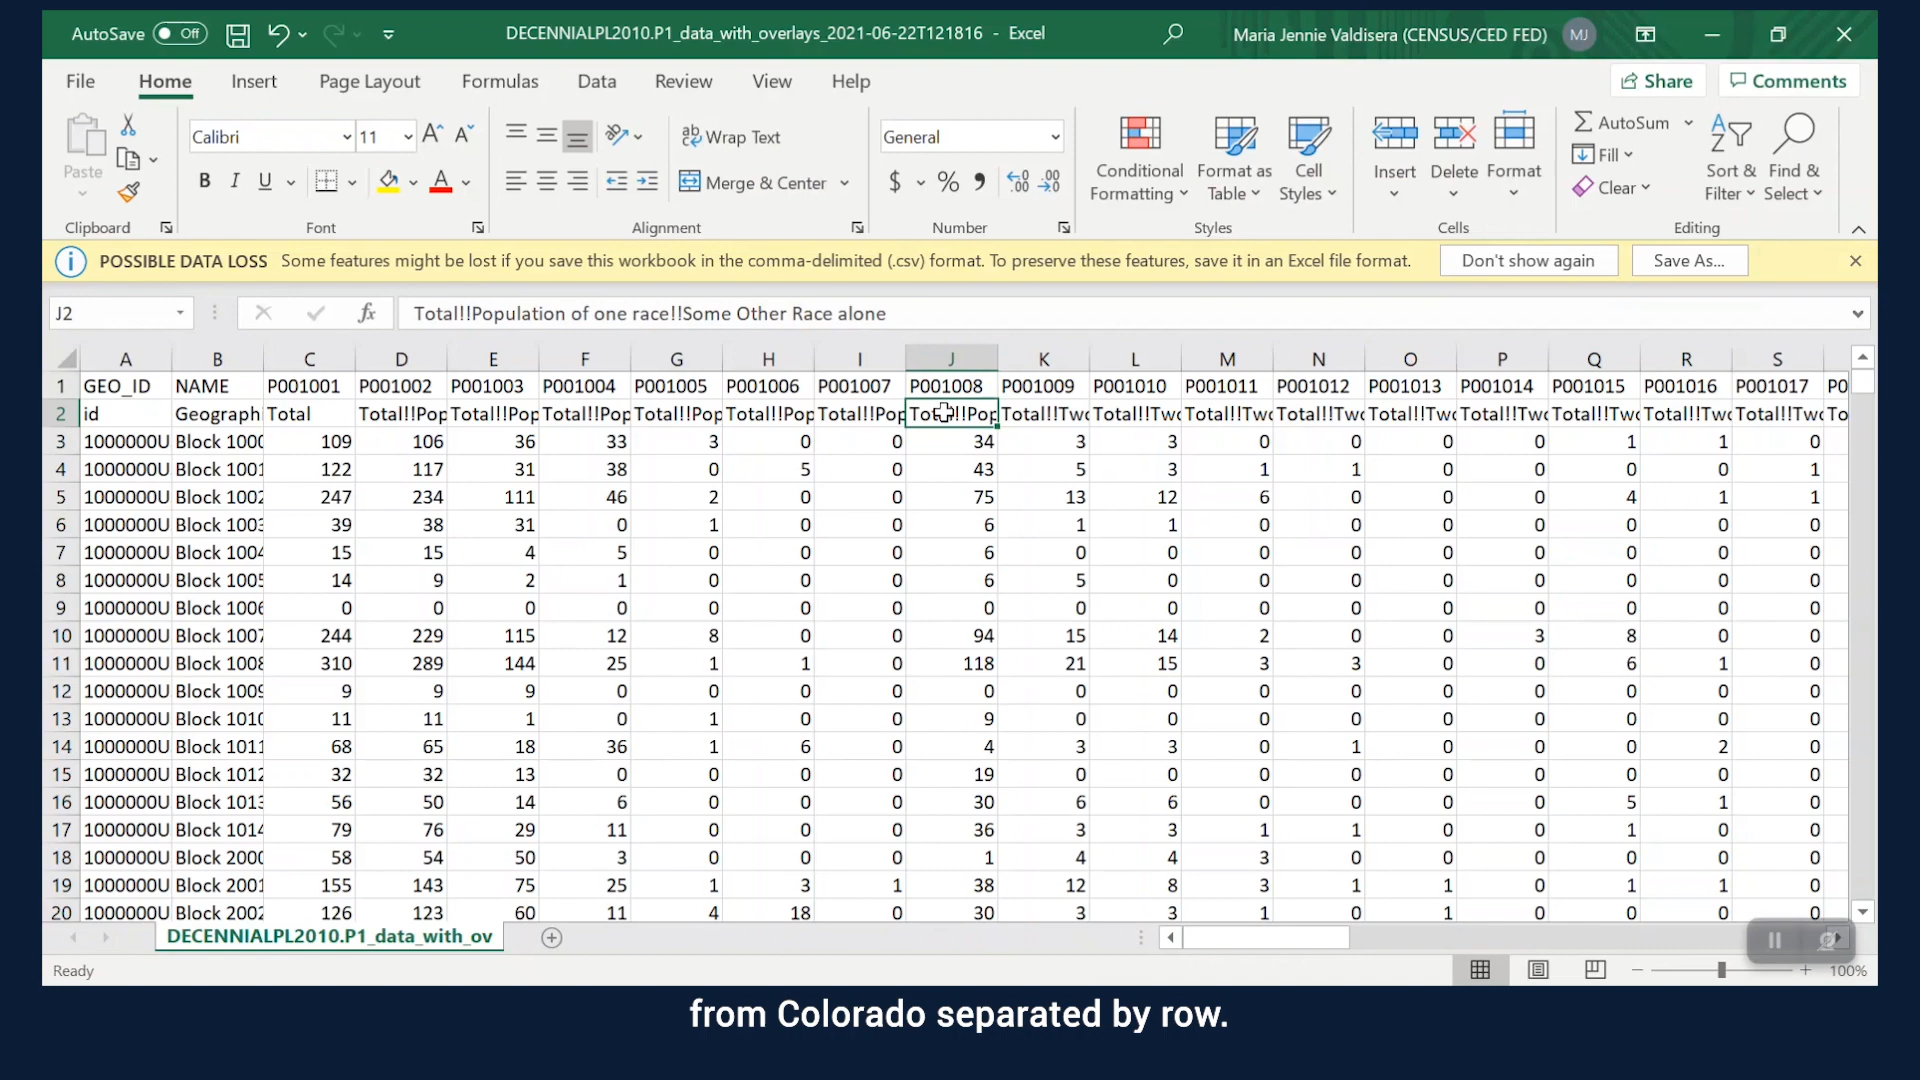 AutoSave Off DECENNIALPL2010.P1_data_with_overlays_2021-06-22T121816 - Excel Maria Jennie Valdisera (CENSUS/CED FED) MJ
File Home Insert Page Layout Formulas Data Review View Help Share Comments
Calibri 11 Wrap Text General AutoSum
Paste Merge & Center Conditional Formatting Format as Table Cell Styles Insert Delete Format Fill Clear Sort & Filter Find & Select
Clipboard Font Alignment Number Styles Cells Editing
POSSIBLE DATA LOSS Some features might be lost if you save this workbook in the comma-delimited (.csv) format. To preserve these features, save it in an Excel file format. Don't show again Save As...
J2 fx Total!!Population of one race!!Some Other Race alone
A B C D E F G H I J K L M N O P Q R S
1 GEO_ID NAME P001001 P001002 P001003 P001004 P001005 P001006 P001007 P001008 P001009 P001010 P001011 P001012 P001013 P001014 P001015 P001016 P001017 P0
2 id Geograph Total Total!!Pop Total!!Pop Total!!Pop Total!!Pop Total!!Pop Total!!Pop Total!!Pop Total!!Two Total!!Two Total!!Two Total!!Two Total!!Two Total!!Two Total!!Two Total!!Two Total!!Two To
3 1000000U Block 1000 109 106 36 33 3 0 0 34 3 3 0 0 0 0 1 1 0
4 1000000U Block 1001 122 117 31 38 0 5 0 43 5 3 1 1 0 0 0 0 1
5 1000000U Block 1002 247 234 111 46 2 0 0 75 13 12 6 0 0 0 4 1 1
6 1000000U Block 1003 39 38 31 0 1 0 0 6 1 1 0 0 0 0 0 0 0
7 1000000U Block 1004 15 15 4 5 0 0 0 6 0 0 0 0 0 0 0 0 0
8 1000000U Block 1005 14 9 2 1 0 0 0 6 5 0 0 0 0 0 0 0 0
9 1000000U Block 1006 0 0 0 0 0 0 0 0 0 0 0 0 0 0 0 0 0
10 1000000U Block 1007 244 229 115 12 8 0 0 94 15 14 2 0 0 3 8 0 0
11 1000000U Block 1008 310 289 144 25 1 1 0 118 21 15 3 3 0 0 6 1 0
12 1000000U Block 1009 9 9 9 0 0 0 0 0 0 0 0 0 0 0 0 0 0
13 1000000U Block 1010 11 11 1 0 1 0 0 9 0 0 0 0 0 0 0 0 0
14 1000000U Block 1011 68 65 18 36 1 6 0 4 3 3 0 1 0 0 0 2 0
15 1000000U Block 1012 32 32 13 0 0 0 0 19 0 0 0 0 0 0 0 0 0
16 1000000U Block 1013 56 50 14 6 0 0 0 30 6 6 0 0 0 0 5 1 0
17 1000000U Block 1014 79 76 29 11 0 0 0 36 3 3 1 1 0 0 1 0 0
18 1000000U Block 2000 58 54 50 3 0 0 0 1 4 4 3 0 0 0 0 0 0
19 1000000U Block 2001 155 143 75 25 1 3 1 38 12 8 3 1 1 0 1 1 0
20 1000000U Block 2002 126 123 60 11 4 18 0 30 3 3 1 0 1 0 0 0 0
DECENNIALPL2010.P1_data_with_ov
Ready 100%
from Colorado separated by row.